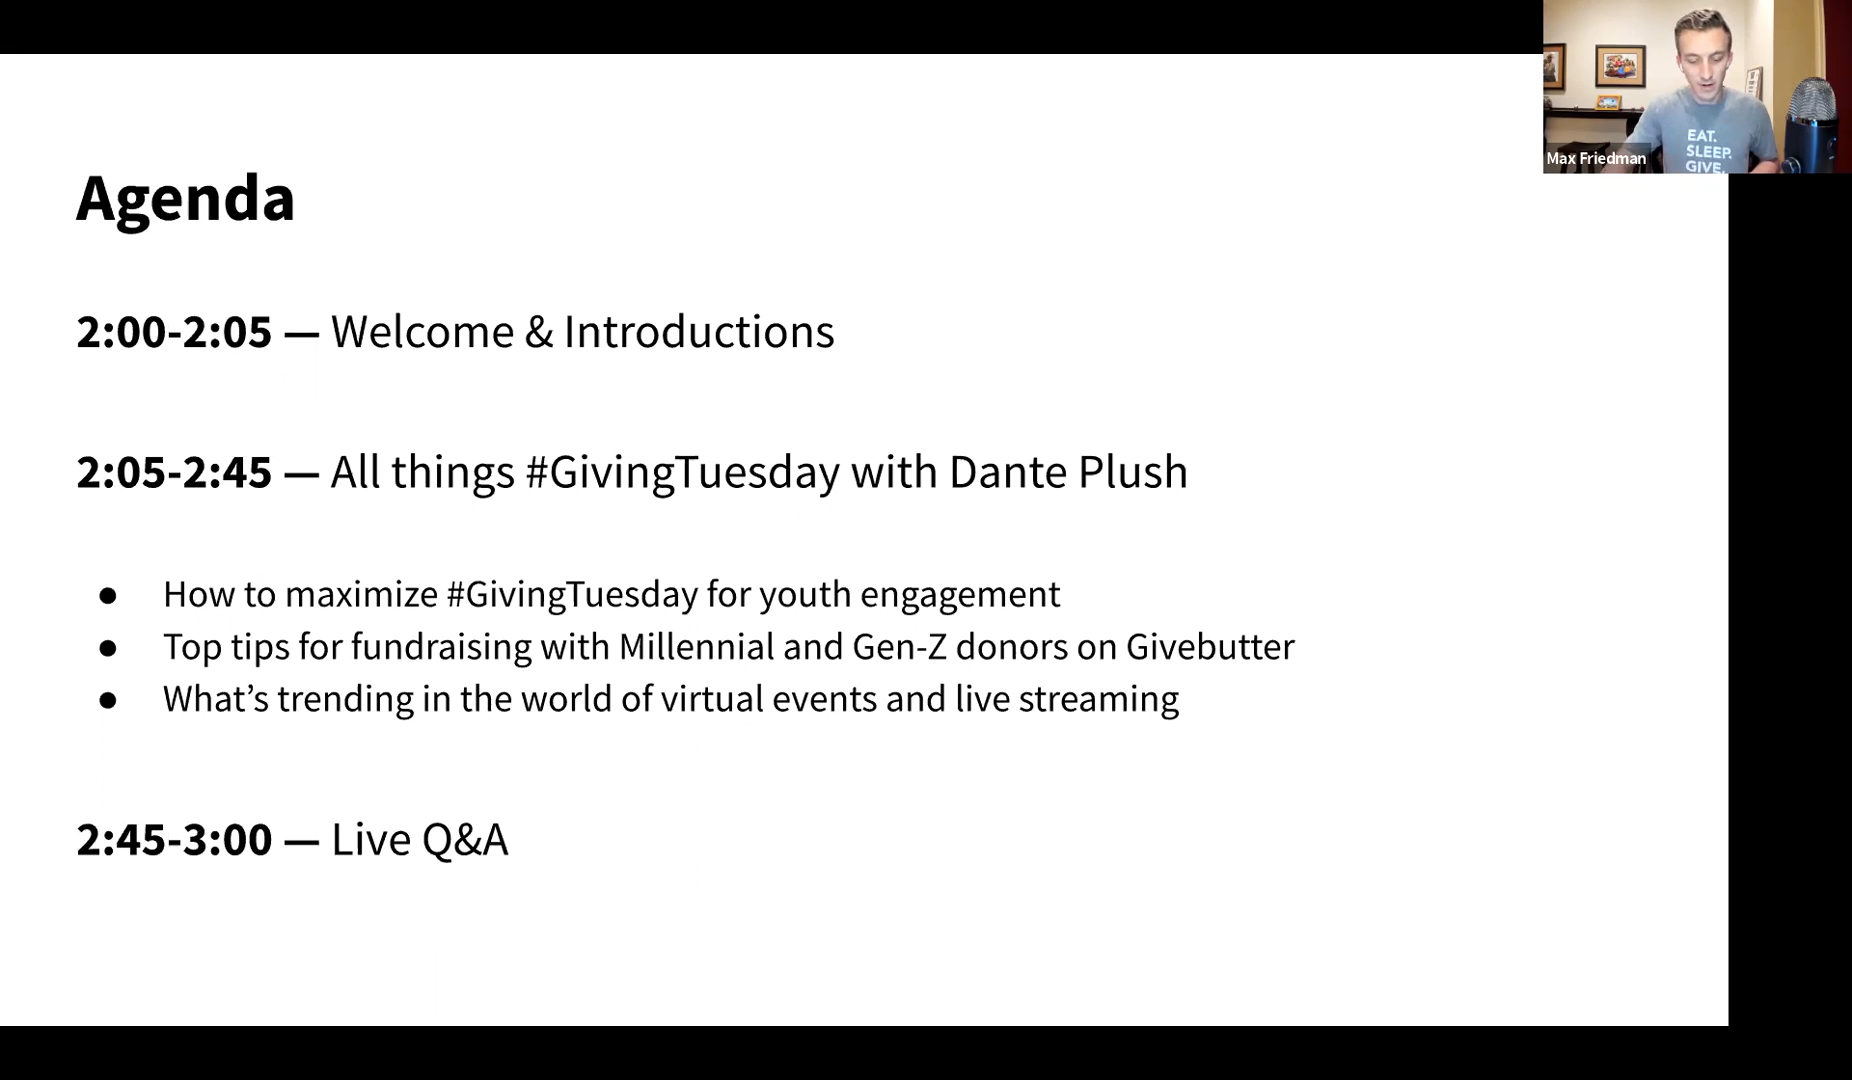 Agenda
2:00-2:05 — Welcome & Introductions
2:05-2:45 — All things #GivingTuesday with Dante Plush
● How to maximize #GivingTuesday for youth engagement
● Top tips for fundraising with Millennial and Gen-Z donors on Givebutter
● What’s trending in the world of virtual events and live streaming
2:45-3:00 — Live Q&A
EAT.
SLEEP.
GIVE.
Max Friedman